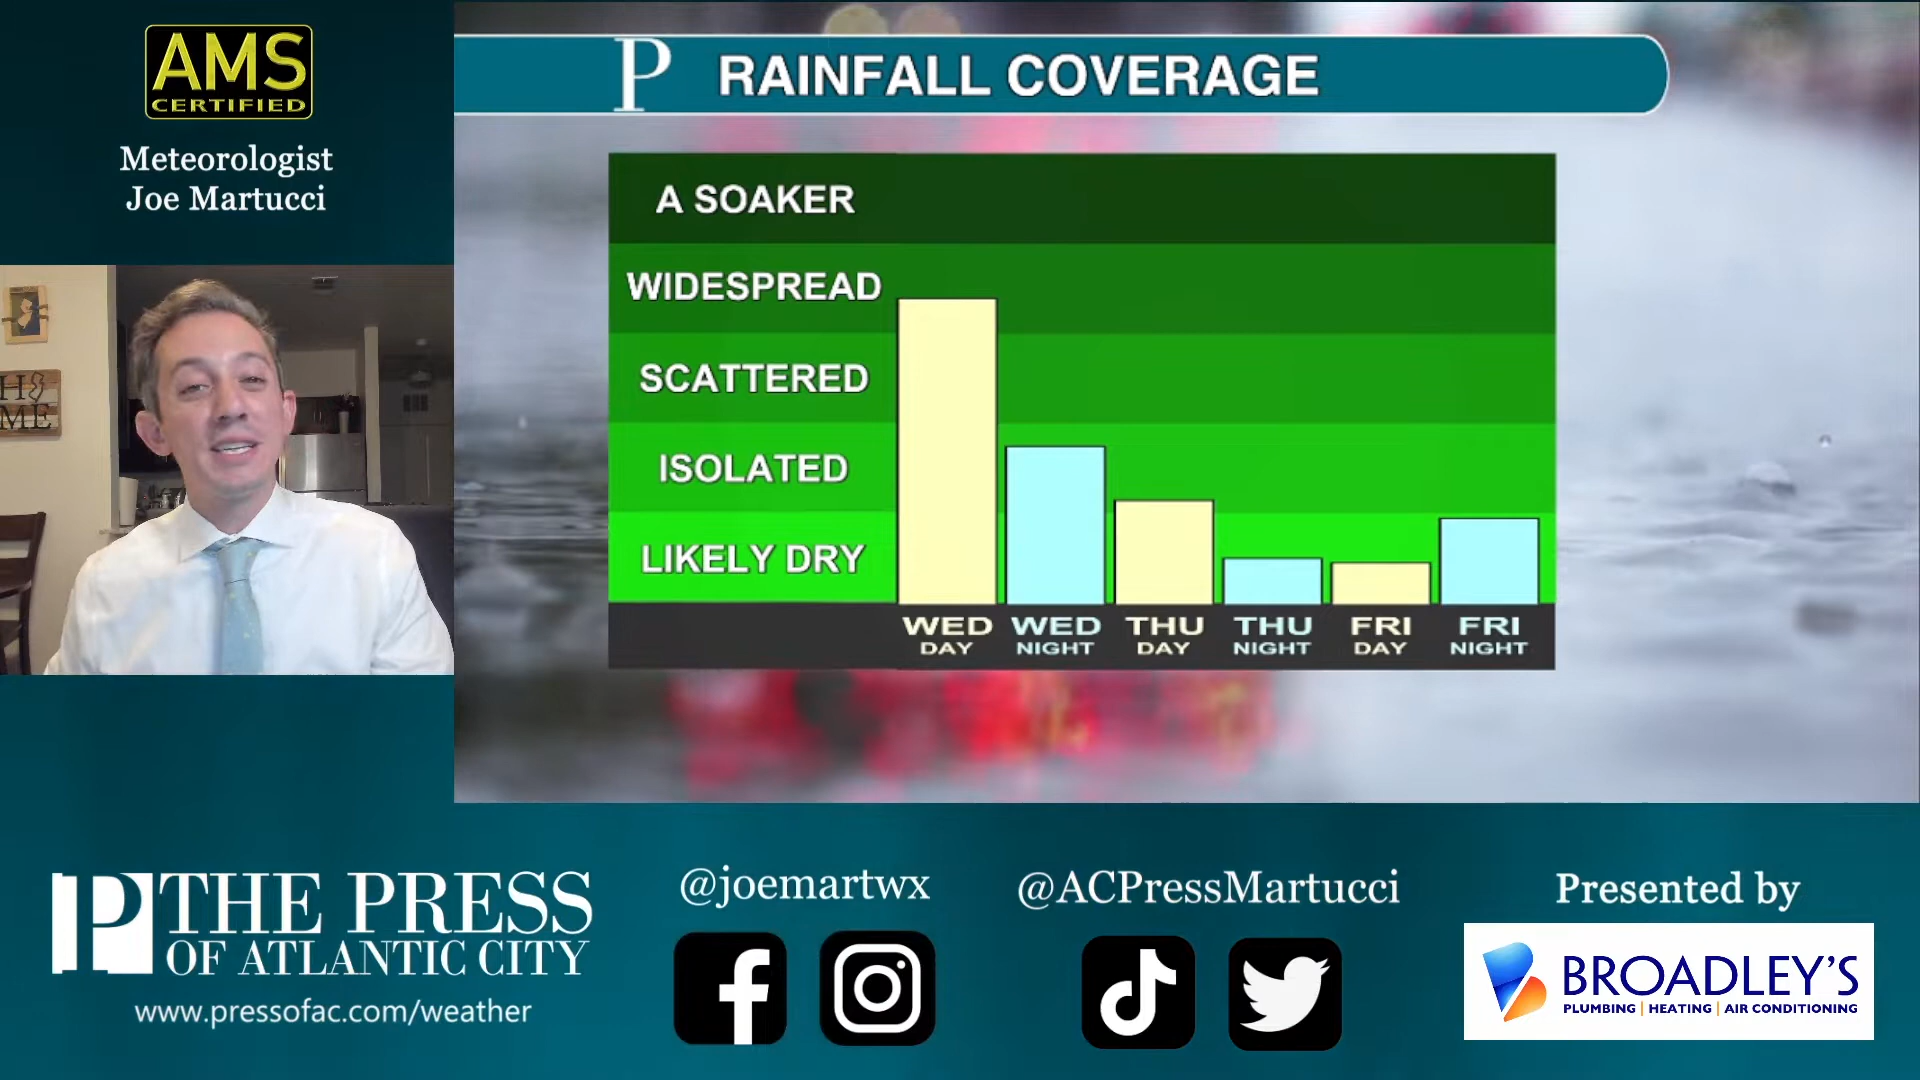 AMS
CERTIFIED
Meteorologist
Joe Martucci
H ME
P RAINFALL COVERAGE
A SOAKER
WIDESPREAD
SCATTERED
ISOLATED
LIKELY DRY
WED DAY
WED NIGHT
THU DAY
THU NIGHT
FRI DAY
FRI NIGHT
P THE PRESS
OF ATLANTIC CITY
www.pressofac.com/weather
@joemartwx
@ACPressMartucci
Presented by
BROADLEY'S
PLUMBING | HEATING | AIR CONDITIONING